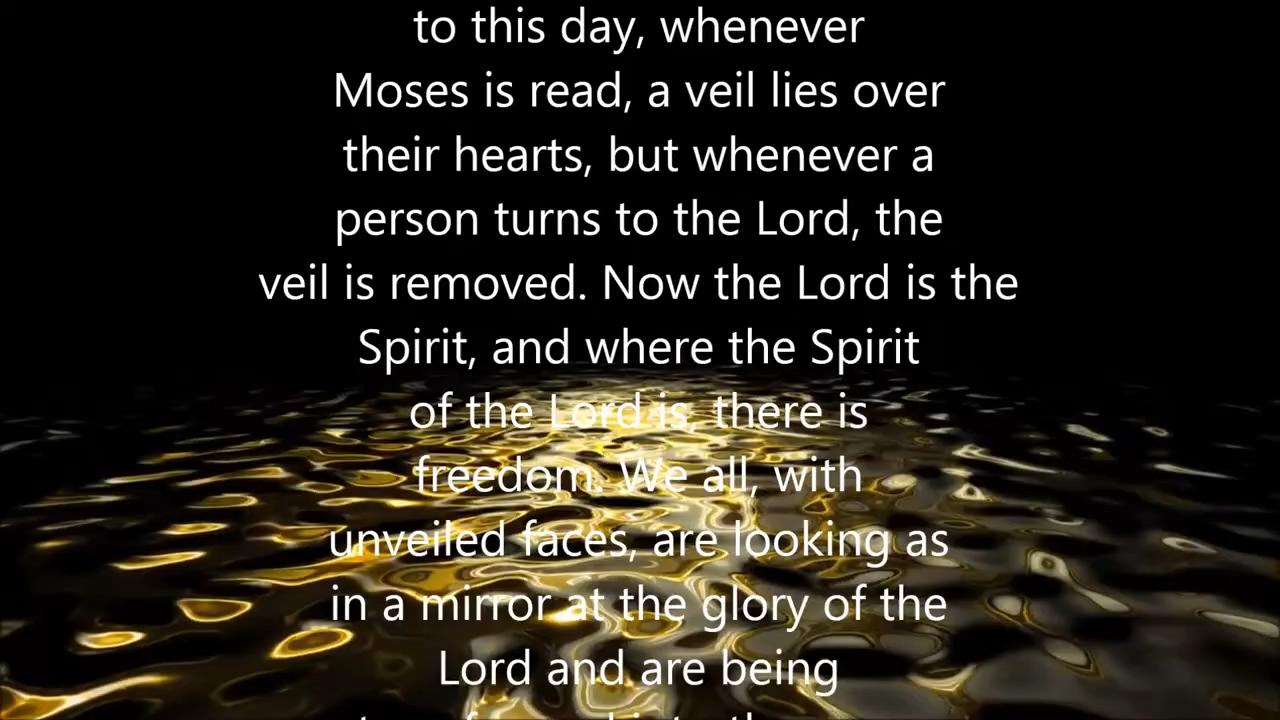 to this day, whenever
Moses is read, a veil lies over
their hearts, but whenever a
person turns to the Lord, the
veil is removed. Now the Lord is the
Spirit, and where the Spirit
of the Lord is, there is
freedom. We all, with
unveiled faces, are looking as
in a mirror at the glory of the
Lord and are being